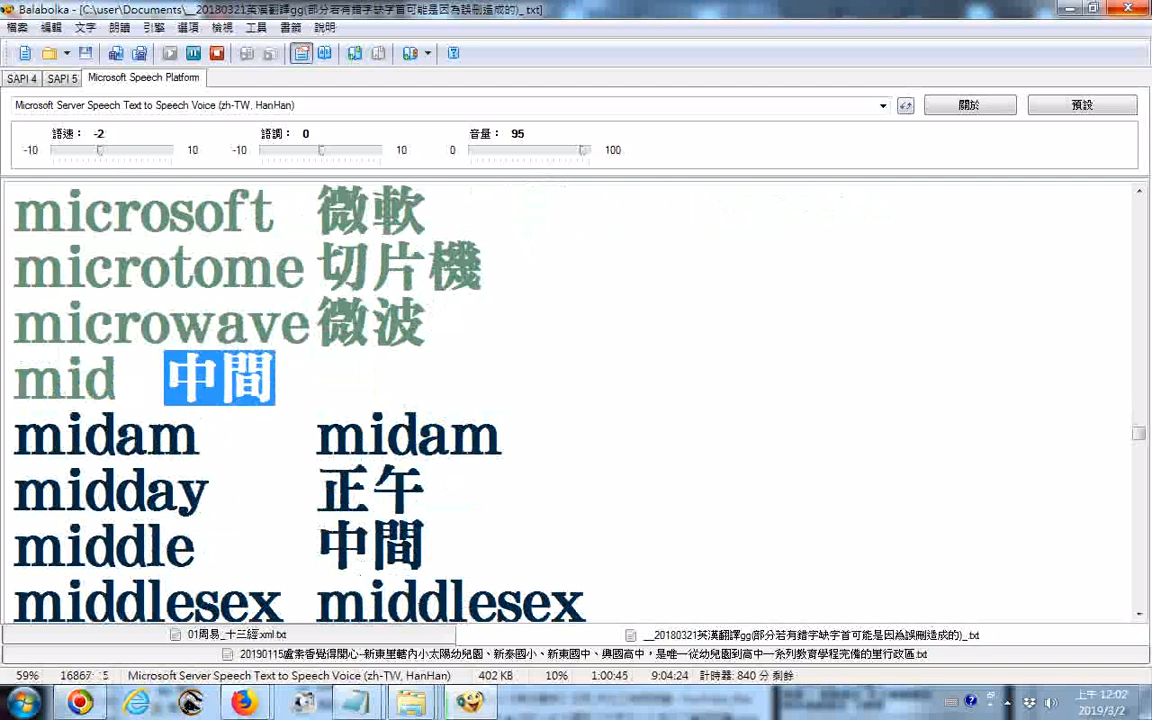 Balabolka - [C:\user\Documents\__20180321英漢翻譯gg(部分若有錯字缺字首可能是因為誤刪造成的)_.txt]
檔案 編輯 文字 朗讀 引擎 選項 檢視 工具 書籤 說明
SAPI 4 SAPI 5 Microsoft Speech Platform
Microsoft Server Speech Text to Speech Voice (zh-TW, HanHan) 關於 預設
語速： -2 語調： 0 音量： 95
-10 10 -10 10 0 100
microsoft 微軟
microtome 切片機
microwave 微波
mid 中間
midam midam
midday 正午
middle 中間
middlesex middlesex
01周易_十三經.xml.txt __20180321英漢翻譯gg(部分若有錯字缺字首可能是因為誤刪造成的)_.txt
20190115盧素香覺得開心--新東里轄內小太陽幼兒園、新泰國小、新東國中、興國高中，是唯一從幼兒園到高中一系列教育學程完備的里行政區.txt
59% Microsoft Server Speech Text to Speech Voice (zh-TW, HanHan) 402 KB 10% 1:00:45 9:04:24 計時器: 840 分 剩餘
上午 12:02
2019/3/2